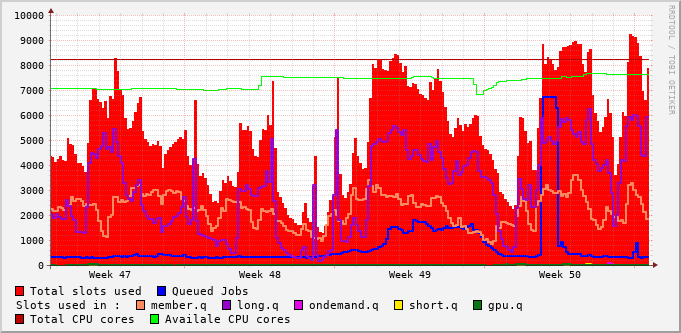 RRDTOOL / TOBI OETIKER
10000
9000
8000
7000
6000
5000
4000
3000
2000
1000
0
Week 47 Week 48 Week 49 Week 50
Total slots used Queued Jobs
Slots used in : member.q long.q ondemand.q short.q gpu.q
Total CPU cores Availale CPU cores